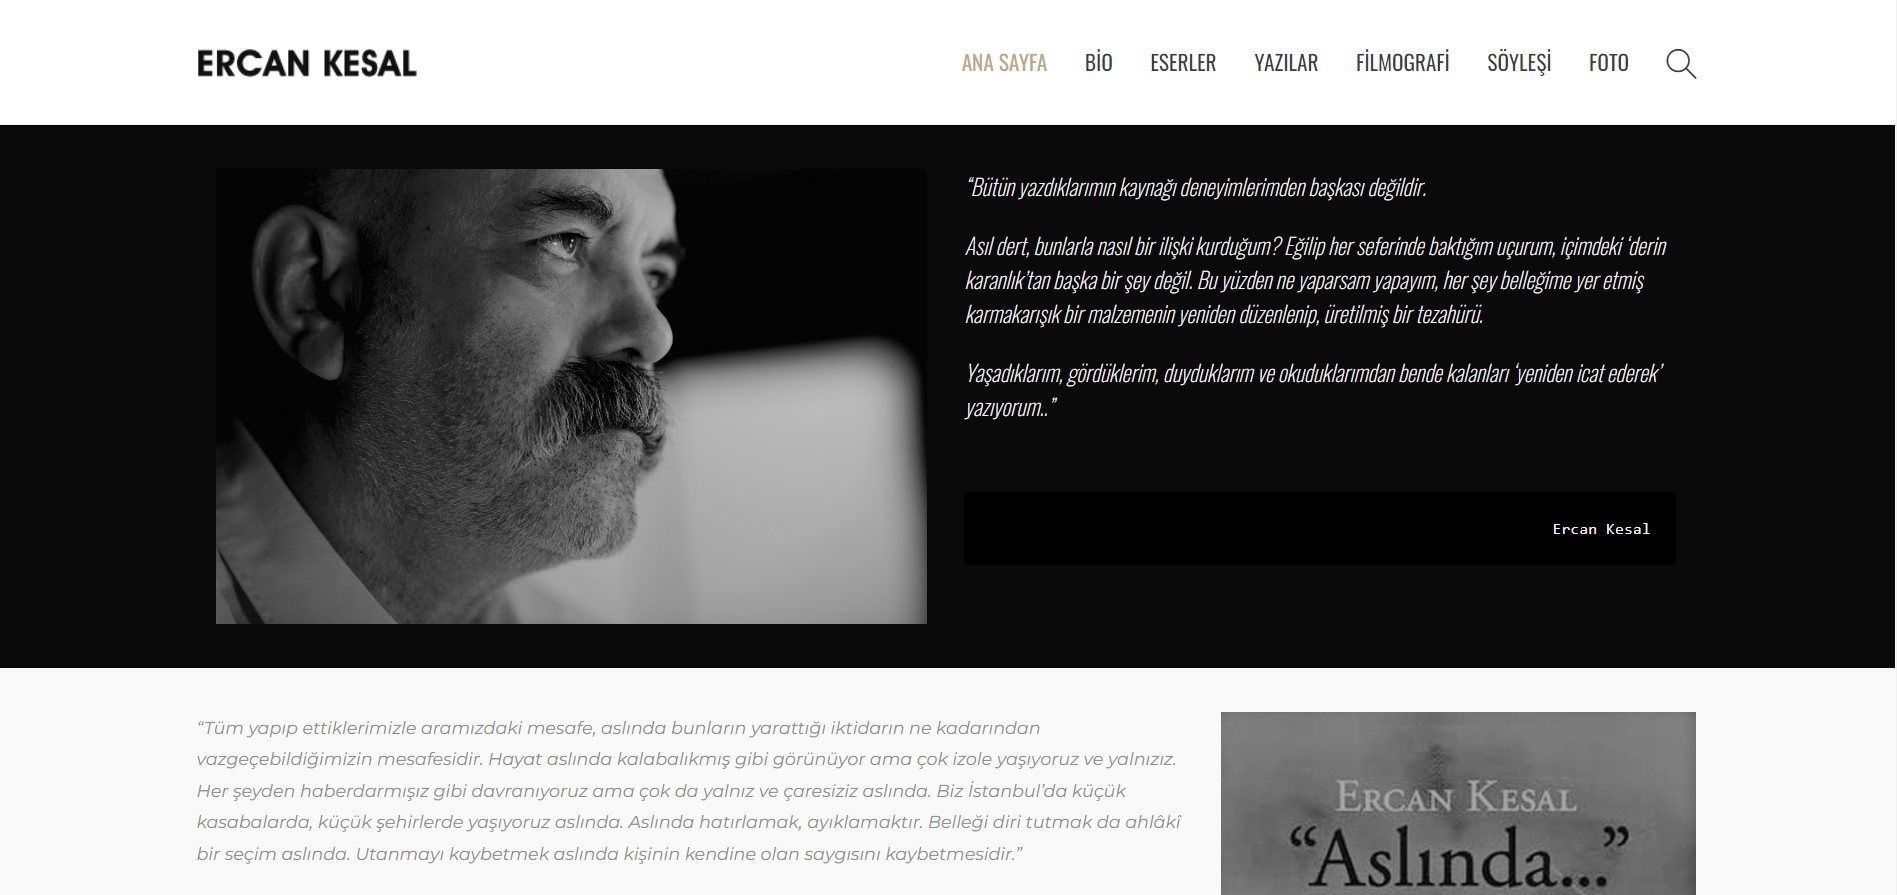 ERCAN KESAL
ANA SAYFA BİO ESERLER YAZILAR FİLMOGRAFİ SÖYLEŞİ FOTO
“Bütün yazdıklarımın kaynağı deneyimlerimden başkası değildir.
Asıl dert, bunlarla nasıl bir ilişki kurduğum? Eğilip her seferinde baktığım uçurum, içimdeki ‘derin
karanlık’tan başka bir şey değil. Bu yüzden ne yaparsam yapayım, her şey belleğime yer etmiş
karmakarışık bir malzemenin yeniden düzenlenip, üretilmiş bir tezahürü.
Yaşadıklarım, gördüklerim, duyduklarım ve okuduklarımdan bende kalanları ‘yeniden icat ederek’
yazıyorum..”
Ercan Kesal
“Tüm yapıp ettiklerimizle aramızdaki mesafe, aslında bunların yarattığı iktidarın ne kadarından
vazgeçebildiğimizin mesafesidir. Hayat aslında kalabalıkmış gibi görünüyor ama çok izole yaşıyoruz ve yalnızız.
Her şeyden haberdarmışız gibi davranıyoruz ama çok da yalnız ve çaresiziz aslında. Biz İstanbul’da küçük
kasabalarda, küçük şehirlerde yaşıyoruz aslında. Aslında hatırlamak, ayıklamaktır. Belleği diri tutmak da ahlâkî
bir seçim aslında. Utanmayı kaybetmek aslında kişinin kendine olan saygısını kaybetmesidir.”
ERCAN KESAL
“Aslında...”